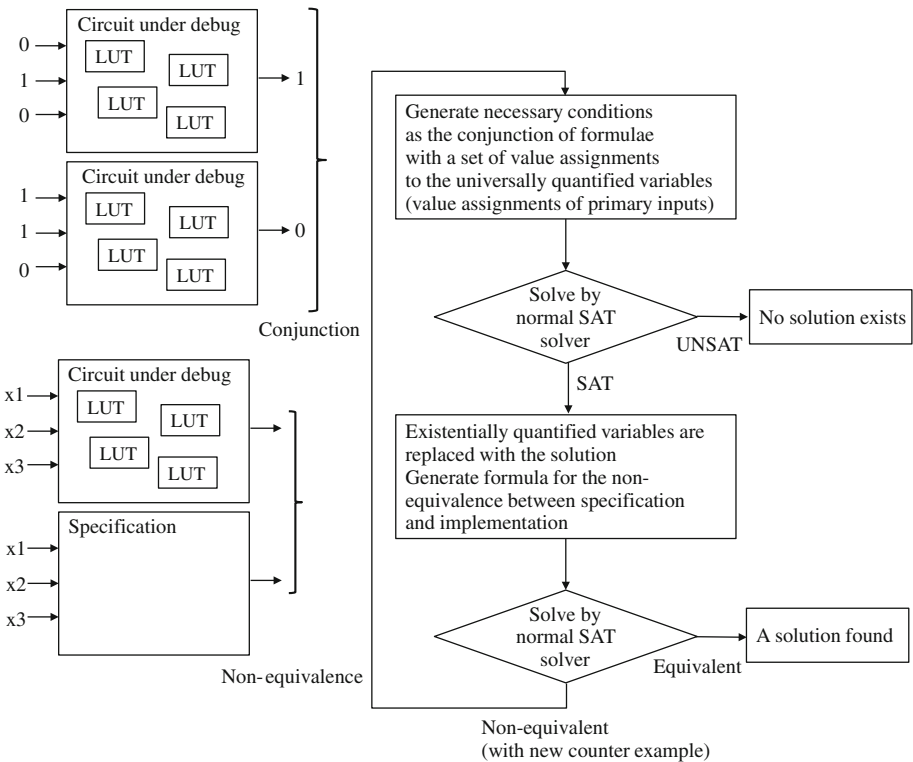 Circuit under debug
0
1
0
LUT
LUT
LUT
LUT
1
Circuit under debug
1
1
0
LUT
LUT
LUT
LUT
0
Conjunction
Circuit under debug
x1
x2
x3
LUT
LUT
LUT
LUT
Specification
x1
x2
x3
Non-equivalence
Generate necessary conditions
as the conjunction of formulae
with a set of value assignments
to the universally quantified variables
(value assignments of primary inputs)
Solve by
normal SAT
solver
UNSAT
No solution exists
SAT
Existentially quantified variables are
replaced with the solution
Generate formula for the non-
equivalence between specification
and implementation
Solve by
normal SAT
solver
Equivalent
A solution found
Non-equivalent
(with new counter example)